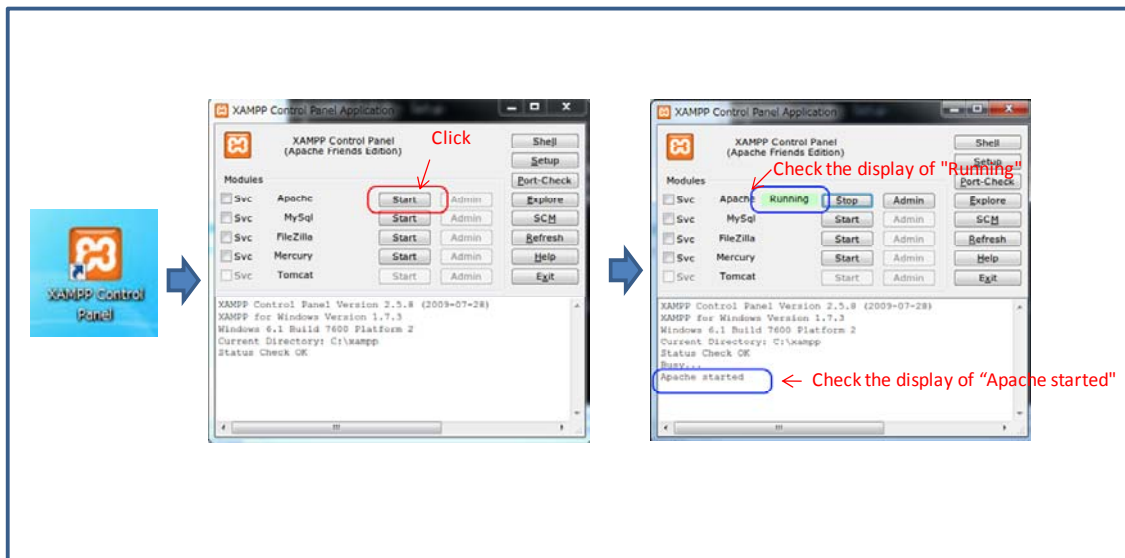 XAMPP Control
Panel
XAMPP Control Panel Application
XAMPP Control Panel
(Apache Friends Edition)
Click
Shell
Setup
Modules
Port-Check
Svc Apache Start Admin Explore
Svc MySql Start Admin SCM
Svc FileZilla Start Admin Refresh
Svc Mercury Start Admin Help
Svc Tomcat Start Admin Exit
XAMPP Control Panel Version 2.5.8 (2009-07-28)
XAMPP for Windows Version 1.7.3
Windows 6.1 Build 7600 Platform 2
Current Directory: C:\xampp
Status Check OK
XAMPP Control Panel Application
XAMPP Control Panel
(Apache Friends Edition)
Shell
Setup
Check the display of "Running"
Modules
Port-Check
Svc Apache Running Stop Admin Explore
Svc MySql Start Admin SCM
Svc FileZilla Start Admin Refresh
Svc Mercury Start Admin Help
Svc Tomcat Start Admin Exit
XAMPP Control Panel Version 2.5.8 (2009-07-28)
XAMPP for Windows Version 1.7.3
Windows 6.1 Build 7600 Platform 2
Current Directory: C:\xampp
Status Check OK
Busy...
Apache started
Check the display of “Apache started"